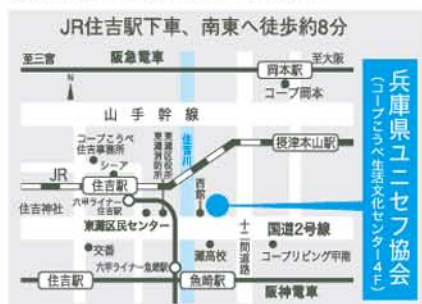 JR住吉駅下車、南東へ徒歩約8分
至三宮
阪急電車
至大阪
岡本駅
コープ岡本
N
山手幹線
コープこうべ
住吉事務所
シーア
東灘区役所
東灘消防署
住吉川
摂津本山駅
JR
住吉駅
西館
六甲ライナー
住吉駅
住吉神社
東灘区民センター
十二間道路
国道2号線
交番
灘高校
コープリビング甲南
六甲ライナー魚崎駅
住吉駅
魚崎駅
阪神電車
兵庫県ユニセフ協会
(コープこうべ生活文化センター4F)